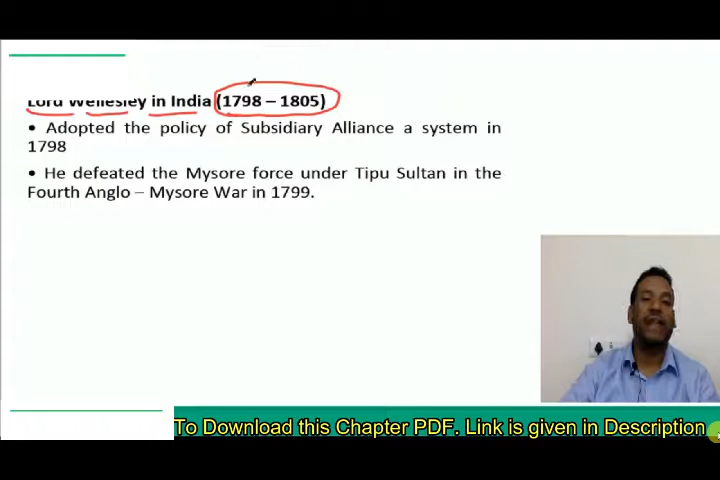 Lord Wellesley in India (1798 – 1805)
• Adopted the policy of Subsidiary Alliance a system in
1798
• He defeated the Mysore force under Tipu Sultan in the
Fourth Anglo – Mysore War in 1799.
To Download this Chapter PDF. Link is given in Description